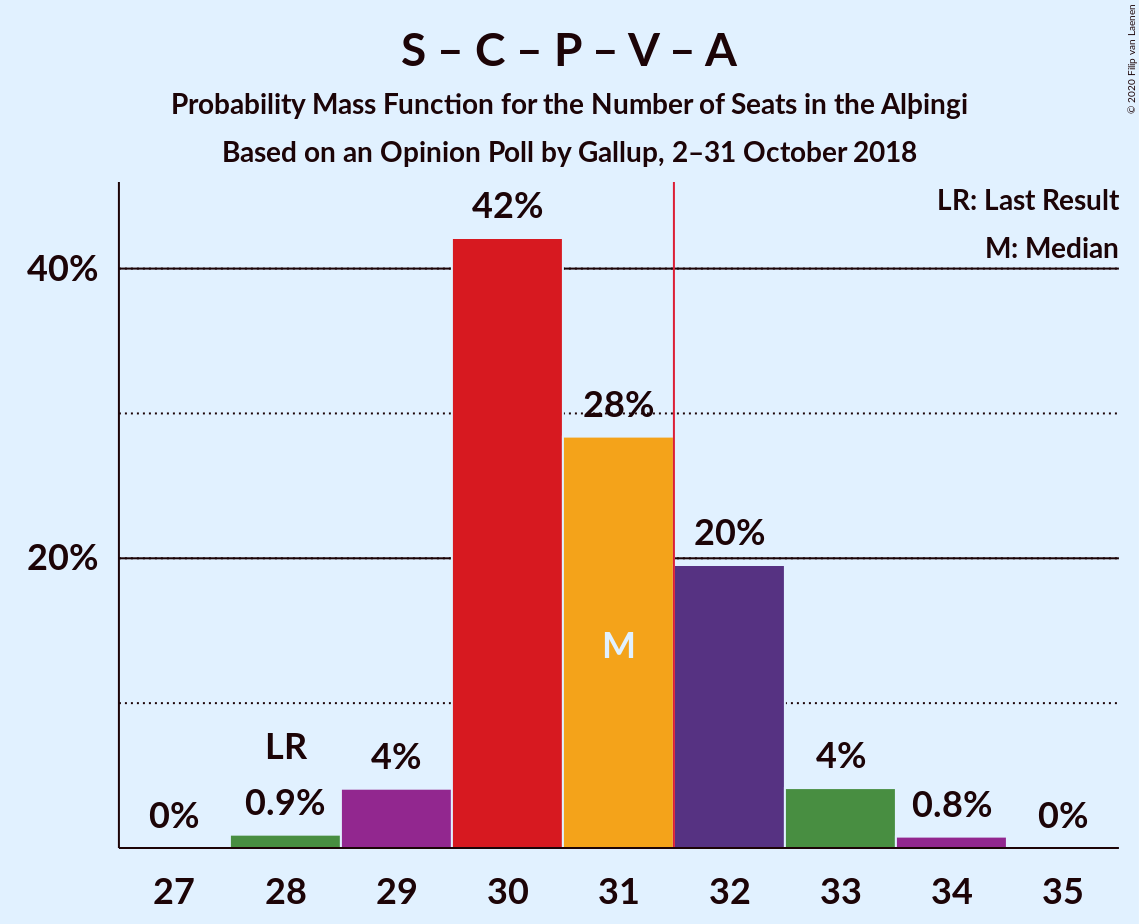 S – C – P – V – A
Probability Mass Function for the Number of Seats in the Alþingi
Based on an Opinion Poll by Gallup, 2–31 October 2018
© 2020 Filip van Laenen
LR: Last Result
M: Median
40%
20%
0%
LR
0.9%
4%
42%
28%
M
20%
4%
0.8%
0%
27 28 29 30 31 32 33 34 35